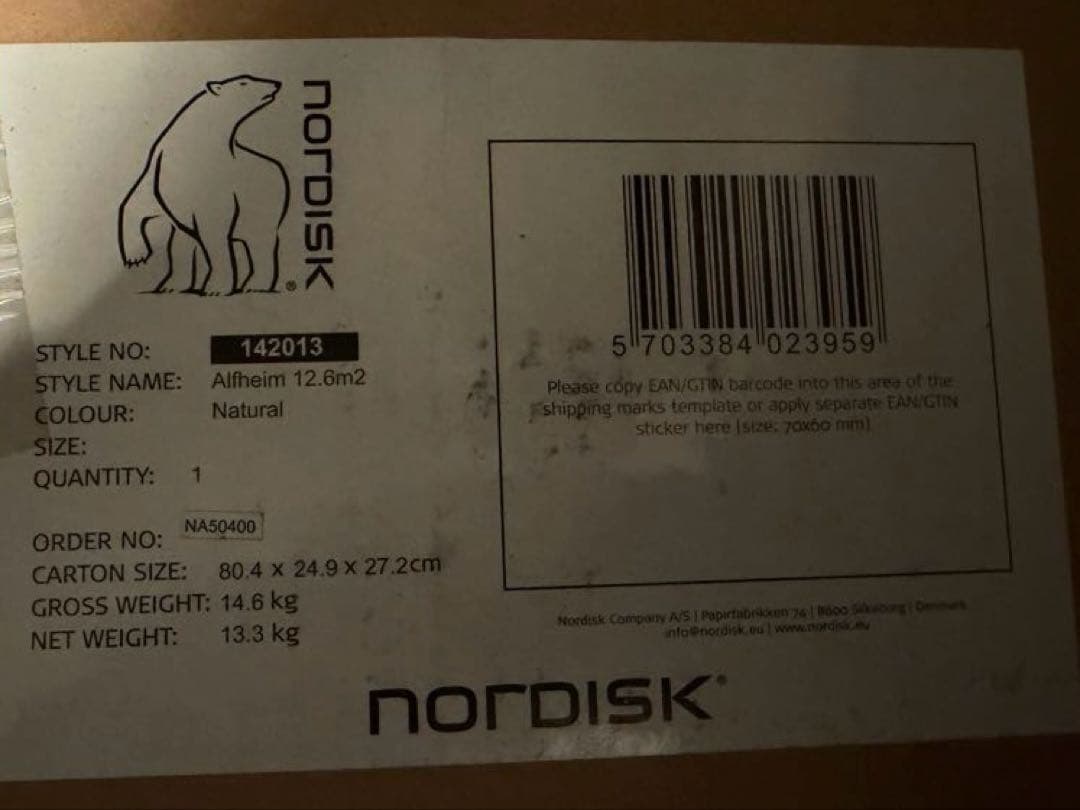 nordisk
STYLE NO: 142013
STYLE NAME: Alfheim 12.6m2
COLOUR: Natural
SIZE:
QUANTITY: 1
ORDER NO: NA50400
CARTON SIZE: 80.4 x 24.9 x 27.2cm
GROSS WEIGHT: 14.6 kg
NET WEIGHT: 13.3 kg
5 703384 023959
Please copy EAN/GTIN barcode into this area of the
shipping marks template or apply separate EAN/GTIN
sticker here [size: 70x60 mm]
Nordisk Company A/S | Papirfabrikken 74 | 8600 Silkeborg | Denmark
info@nordisk.eu | www.nordisk.eu
nordisk